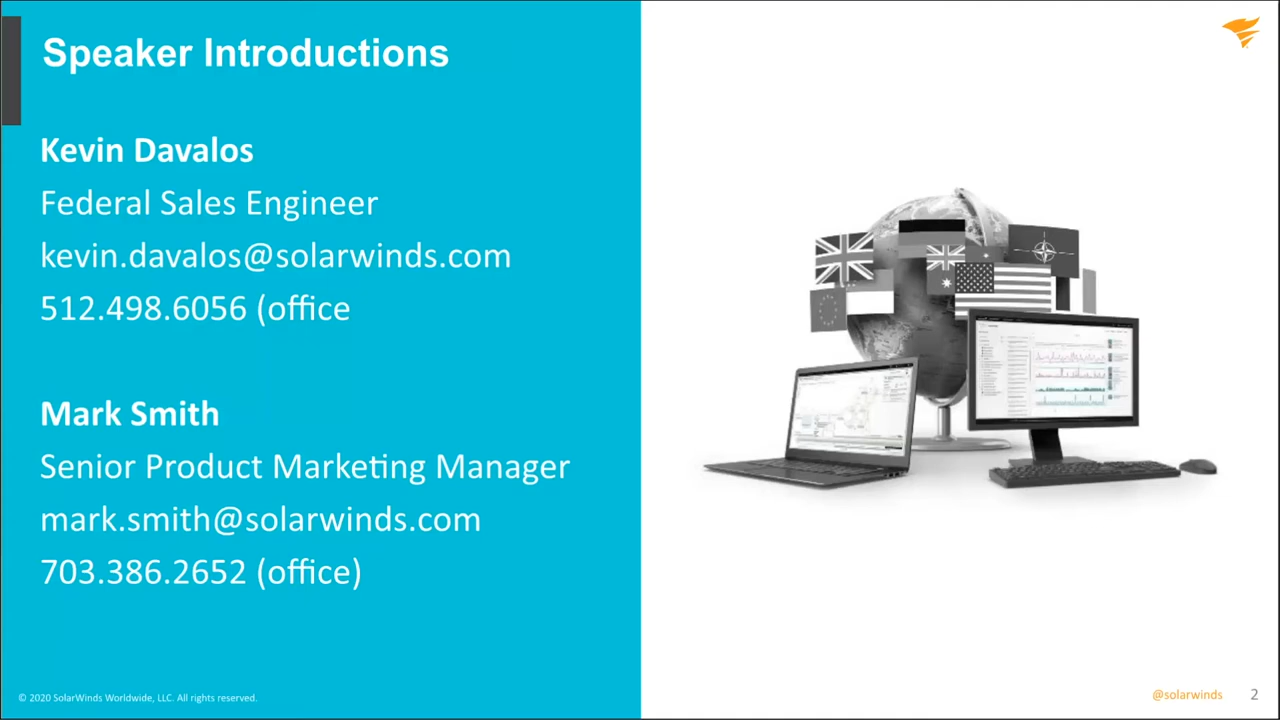 Speaker Introductions
Kevin Davalos
Federal Sales Engineer
kevin.davalos@solarwinds.com
512.498.6056 (office
Mark Smith
Senior Product Marketing Manager
mark.smith@solarwinds.com
703.386.2652 (office)
© 2020 SolarWinds Worldwide, LLC. All rights reserved.
@solarwinds 2